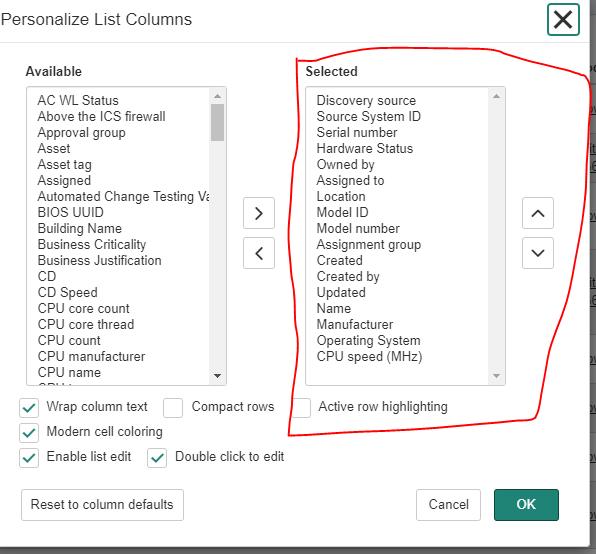 Personalize List Columns
Available
AC WL Status
Above the ICS firewall
Approval group
Asset
Asset tag
Assigned
Automated Change Testing Va
BIOS UUID
Building Name
Business Criticality
Business Justification
CD
CD Speed
CPU core count
CPU core thread
CPU count
CPU manufacturer
CPU name
Selected
Discovery source
Source System ID
Serial number
Hardware Status
Owned by
Assigned to
Location
Model ID
Model number
Assignment group
Created
Created by
Updated
Name
Manufacturer
Operating System
CPU speed (MHz)
Wrap column text
Compact rows
Active row highlighting
Modern cell coloring
Enable list edit
Double click to edit
Reset to column defaults
Cancel
OK